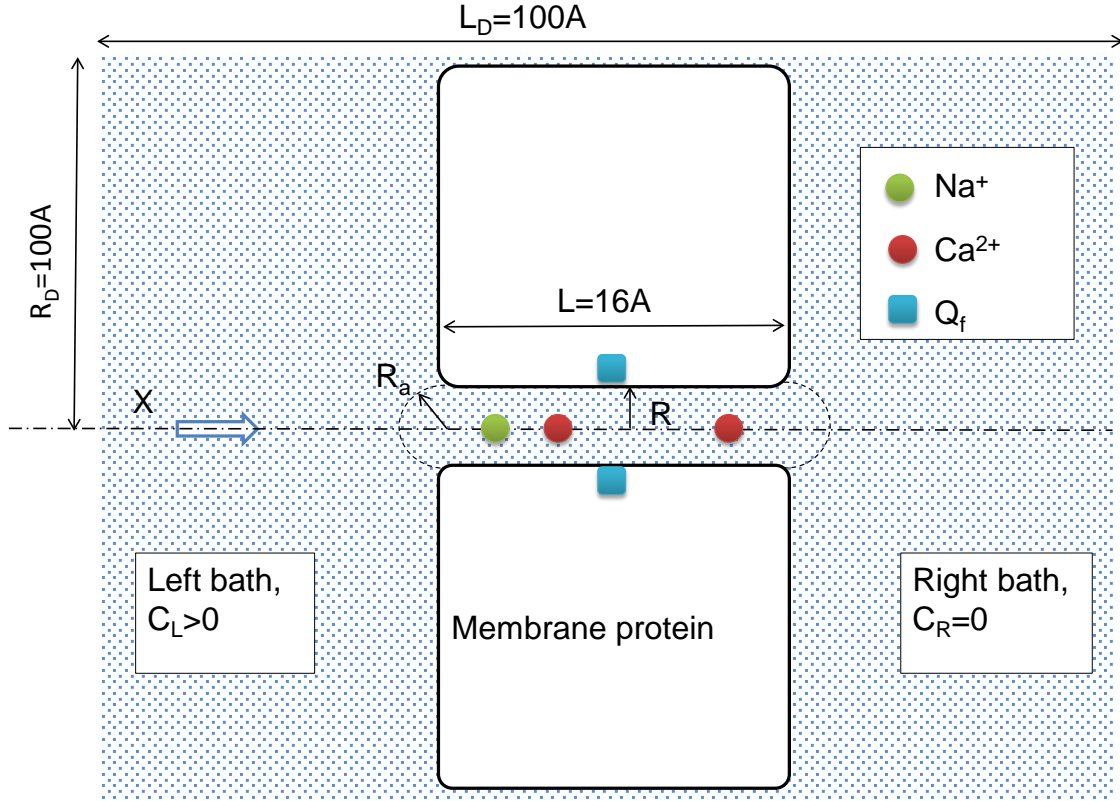 L_D=100A
R_D=100A
Na⁺
Ca²⁺
Q_f
L=16A
R_a
X
R
Left bath,
C_L>0
Right bath,
C_R=0
Membrane protein